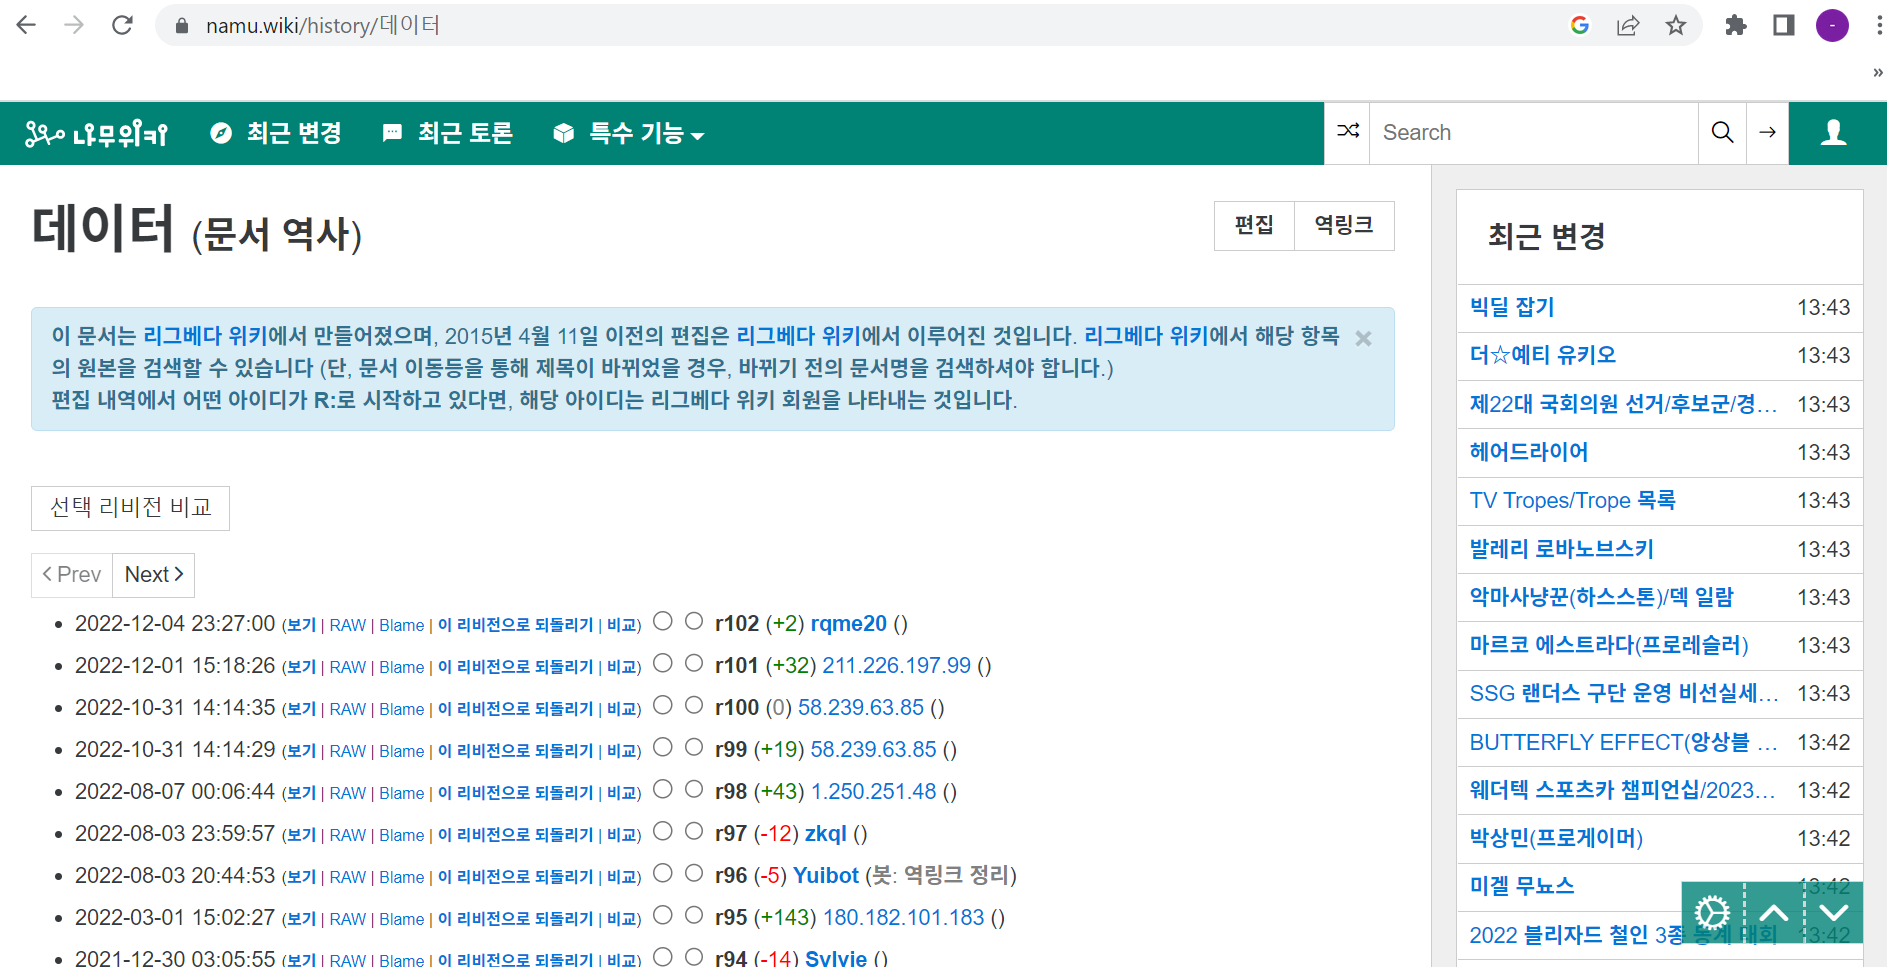 namu.wiki/history/데이터
»
나무위키 최근 변경 최근 토론 특수 기능 Search
데이터 (문서 역사)
편집 역링크
이 문서는 리그베다 위키에서 만들어졌으며, 2015년 4월 11일 이전의 편집은 리그베다 위키에서 이루어진 것입니다. 리그베다 위키에서 해당 항목
의 원본을 검색할 수 있습니다 (단, 문서 이동등을 통해 제목이 바뀌었을 경우, 바뀌기 전의 문서명을 검색하셔야 합니다.)
편집 내역에서 어떤 아이디가 R:로 시작하고 있다면, 해당 아이디는 리그베다 위키 회원을 나타내는 것입니다.
선택 리비전 비교
Prev Next
2022-12-04 23:27:00 (보기 | RAW | Blame | 이 리비전으로 되돌리기 | 비교) r102 (+2) rqme20 ()
2022-12-01 15:18:26 (보기 | RAW | Blame | 이 리비전으로 되돌리기 | 비교) r101 (+32) 211.226.197.99 ()
2022-10-31 14:14:35 (보기 | RAW | Blame | 이 리비전으로 되돌리기 | 비교) r100 (0) 58.239.63.85 ()
2022-10-31 14:14:29 (보기 | RAW | Blame | 이 리비전으로 되돌리기 | 비교) r99 (+19) 58.239.63.85 ()
2022-08-07 00:06:44 (보기 | RAW | Blame | 이 리비전으로 되돌리기 | 비교) r98 (+43) 1.250.251.48 ()
2022-08-03 23:59:57 (보기 | RAW | Blame | 이 리비전으로 되돌리기 | 비교) r97 (-12) zkql ()
2022-08-03 20:44:53 (보기 | RAW | Blame | 이 리비전으로 되돌리기 | 비교) r96 (-5) Yuibot (봇: 역링크 정리)
2022-03-01 15:02:27 (보기 | RAW | Blame | 이 리비전으로 되돌리기 | 비교) r95 (+143) 180.182.101.183 ()
2021-12-30 03:05:55 (보기 | RAW | Blame | 이 리비전으로 되돌리기 | 비교) r94 (-14) Sylvie ()
최근 변경
빅딜 잡기 13:43
더☆예티 유키오 13:43
제22대 국회의원 선거/후보군/경... 13:43
헤어드라이어 13:43
TV Tropes/Trope 목록 13:43
발레리 로바노브스키 13:43
악마사냥꾼(하스스톤)/덱 일람 13:43
마르코 에스트라다(프로레슬러) 13:43
SSG 랜더스 구단 운영 비선실세... 13:43
BUTTERFLY EFFECT(앙상블 ... 13:42
웨더텍 스포츠카 챔피언십/2023... 13:42
박상민(프로게이머) 13:42
미겔 무뇨스 13:42
2022 블리자드 철인 3종 동계 대회 13:42